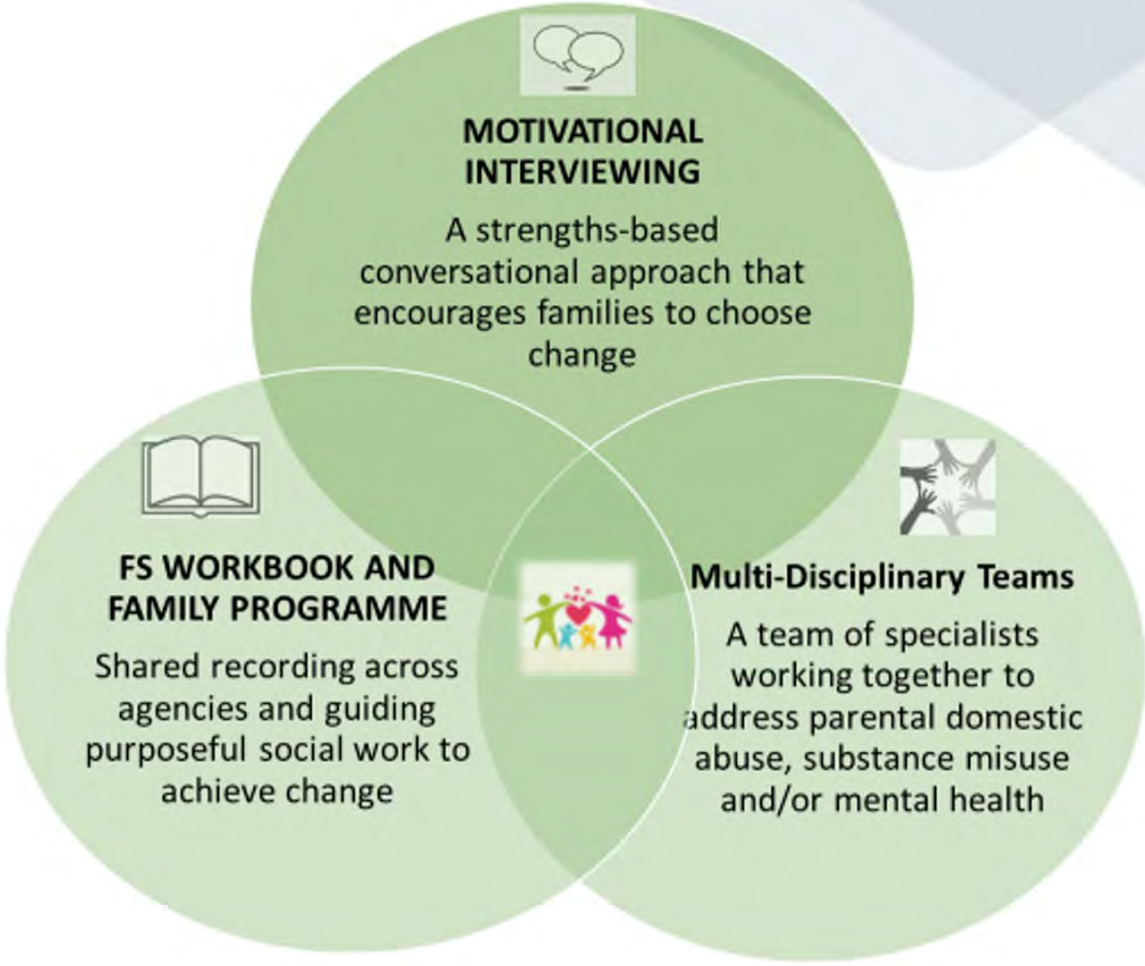 MOTIVATIONAL
INTERVIEWING
A strengths-based
conversational approach that
encourages families to choose
change
FS WORKBOOK AND
FAMILY PROGRAMME
Shared recording across
agencies and guiding
purposeful social work to
achieve change
Multi-Disciplinary Teams
A team of specialists
working together to
address parental domestic
abuse, substance misuse
and/or mental health